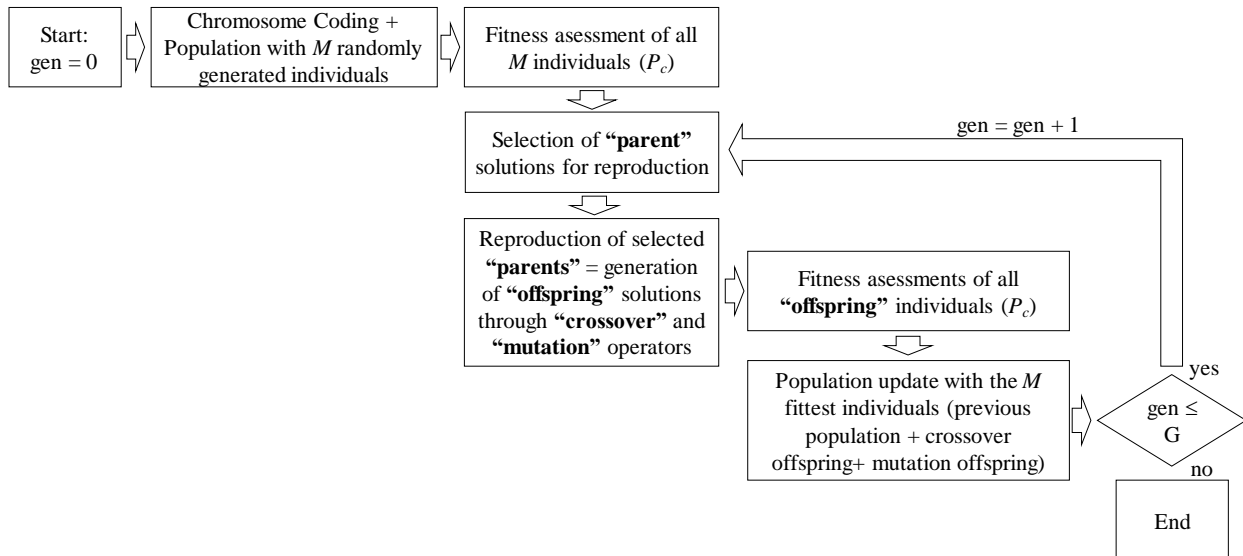 Start:
gen = 0
Chromosome Coding +
Population with M randomly
generated individuals
Fitness asessment of all
M individuals (Pc)
Selection of “parent”
solutions for reproduction
gen = gen + 1
Reproduction of selected
“parents” = generation
of “offspring” solutions
through “crossover” and
“mutation” operators
Fitness asessments of all
“offspring” individuals (Pc)
Population update with the M
fittest individuals (previous
population + crossover
offspring+ mutation offspring)
yes
gen ≤
G
no
End